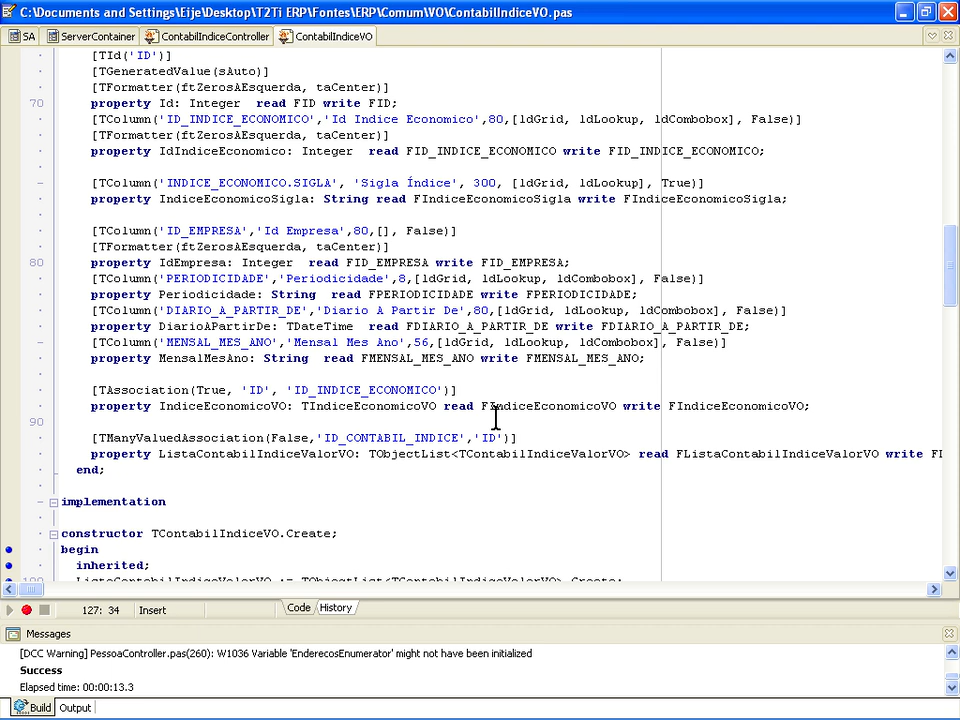 C:\Documents and Settings\Eije\Desktop\T2Ti ERP\Fontes\ERP\Comum\VO\ContabilIndiceVO.pas
SA ServerContainer ContabilIndiceController ContabilIndiceVO
[TId('ID')]
[TGeneratedValue(sAuto)]
[TFormatter(ftZerosAEsquerda, taCenter)]
70 property Id: Integer  read FID write FID;
[TColumn('ID_INDICE_ECONOMICO','Id Indice Economico',80,[ldGrid, ldLookup, ldCombobox], False)]
[TFormatter(ftZerosAEsquerda, taCenter)]
property IdIndiceEconomico: Integer  read FID_INDICE_ECONOMICO write FID_INDICE_ECONOMICO;
[TColumn('INDICE_ECONOMICO.SIGLA', 'Sigla Índice', 300, [ldGrid, ldLookup], True)]
property IndiceEconomicoSigla: String read FIndiceEconomicoSigla write FIndiceEconomicoSigla;
[TColumn('ID_EMPRESA','Id Empresa',80,[], False)]
[TFormatter(ftZerosAEsquerda, taCenter)]
80 property IdEmpresa: Integer  read FID_EMPRESA write FID_EMPRESA;
[TColumn('PERIODICIDADE','Periodicidade',8,[ldGrid, ldLookup, ldCombobox], False)]
property Periodicidade: String  read FPERIODICIDADE write FPERIODICIDADE;
[TColumn('DIARIO_A_PARTIR_DE','Diario A Partir De',80,[ldGrid, ldLookup, ldCombobox], False)]
property DiarioAPartirDe: TDateTime  read FDIARIO_A_PARTIR_DE write FDIARIO_A_PARTIR_DE;
[TColumn('MENSAL_MES_ANO','Mensal Mes Ano',56,[ldGrid, ldLookup, ldCombobox], False)]
property MensalMesAno: String  read FMENSAL_MES_ANO write FMENSAL_MES_ANO;
[TAssociation(True, 'ID', 'ID_INDICE_ECONOMICO')]
property IndiceEconomicoVO: TIndiceEconomicoVO read FIndiceEconomicoVO write FIndiceEconomicoVO;
90
[TManyValuedAssociation(False,'ID_CONTABIL_INDICE','ID')]
property ListaContabilIndiceValorVO: TObjectList<TContabilIndiceValorVO> read FListaContabilIndiceValorVO write FI
end;
implementation
constructor TContabilIndiceVO.Create;
begin
inherited;
100 ListaContabilIndiceValorVO := TObjectList<TContabilIndiceValorVO>.Create;
127: 34 Insert Code History
Messages
[DCC Warning] PessoaController.pas(260): W1036 Variable 'EnderecosEnumerator' might not have been initialized
Success
Elapsed time: 00:00:13.3
Build Output